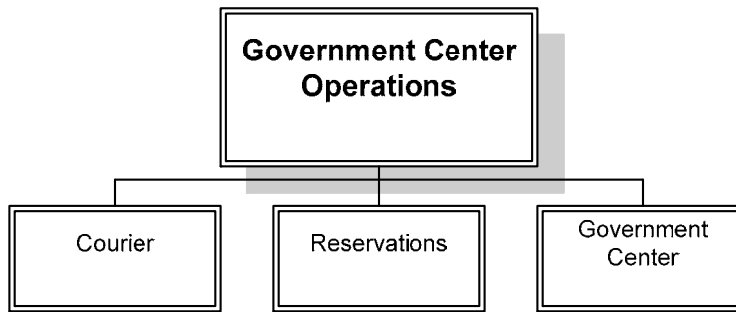 Government Center
Operations
Courier
Reservations
Government
Center